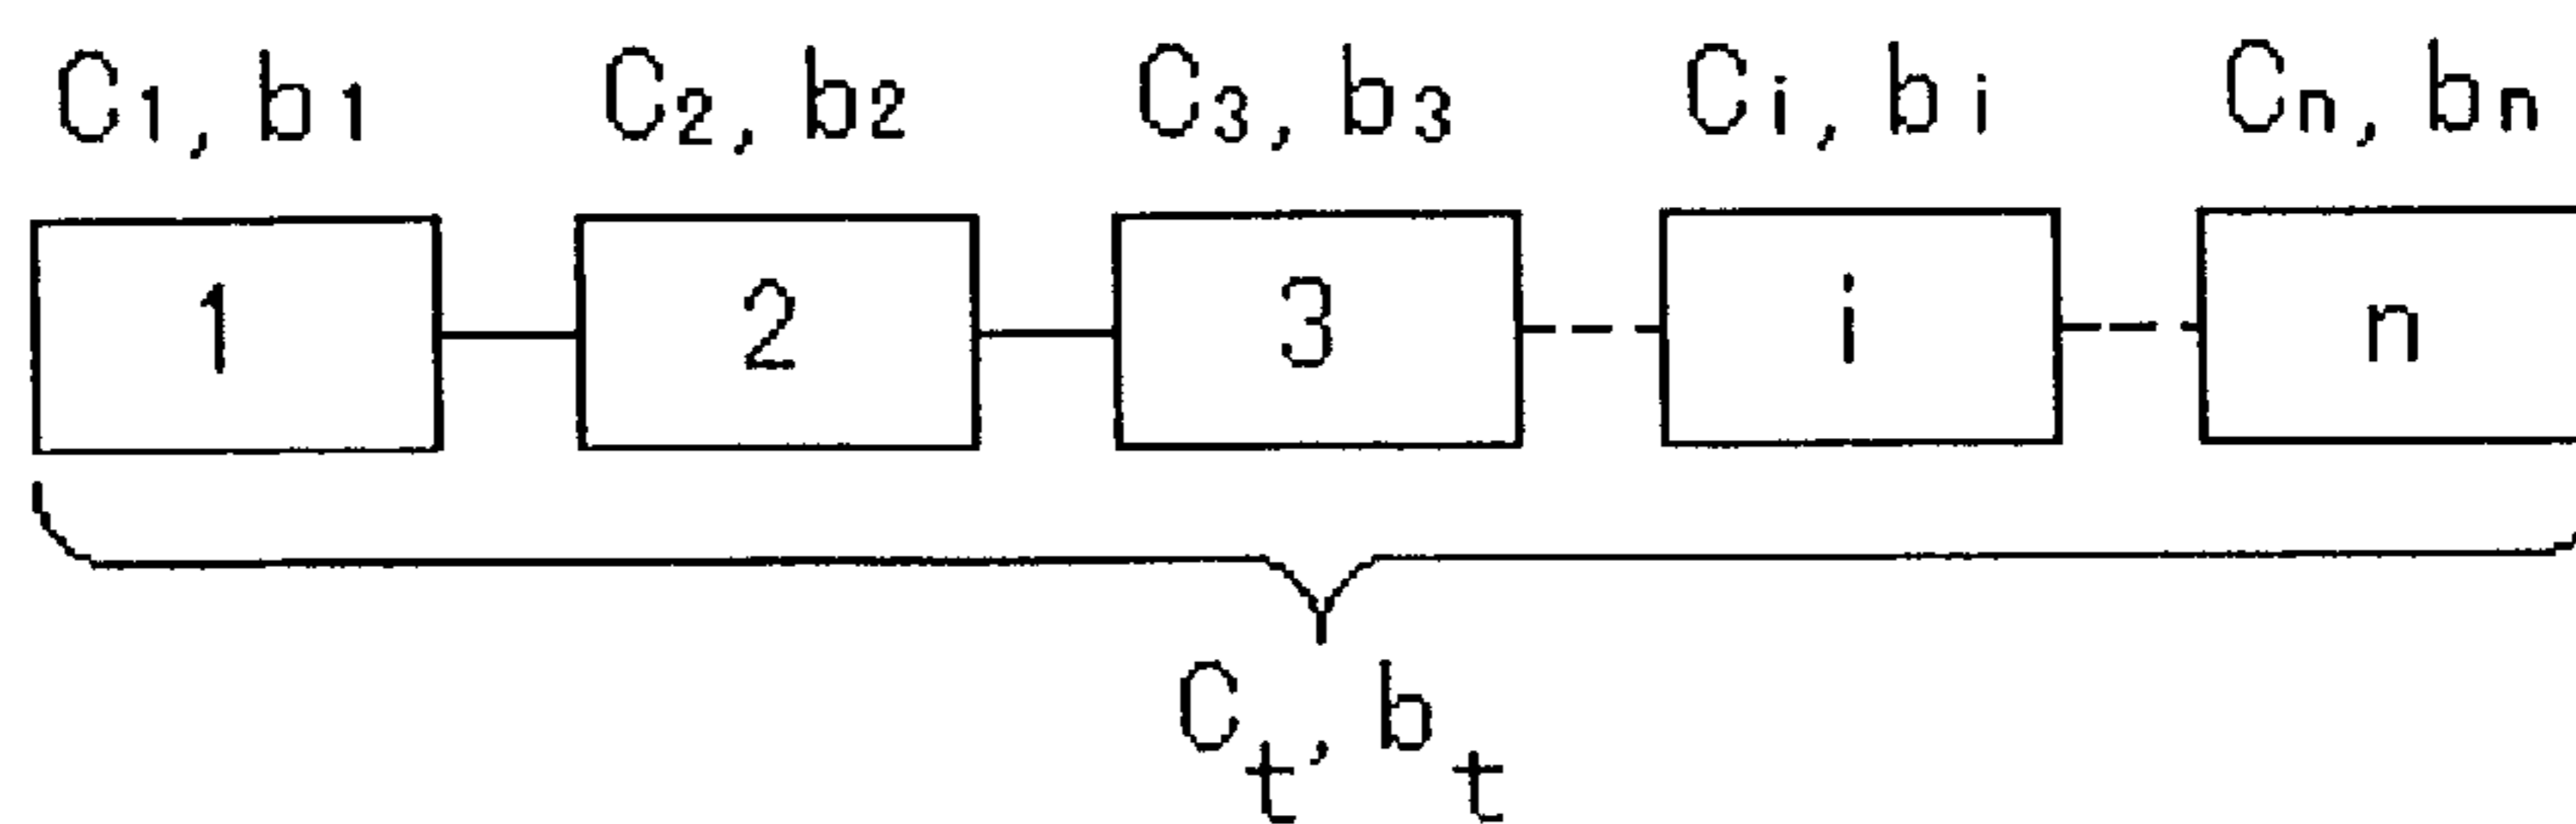 C₁, b₁ C₂, b₂ C₃, b₃ Cᵢ, bᵢ Cₙ, bₙ
1 2 3 i n
Cₜ, bₜ